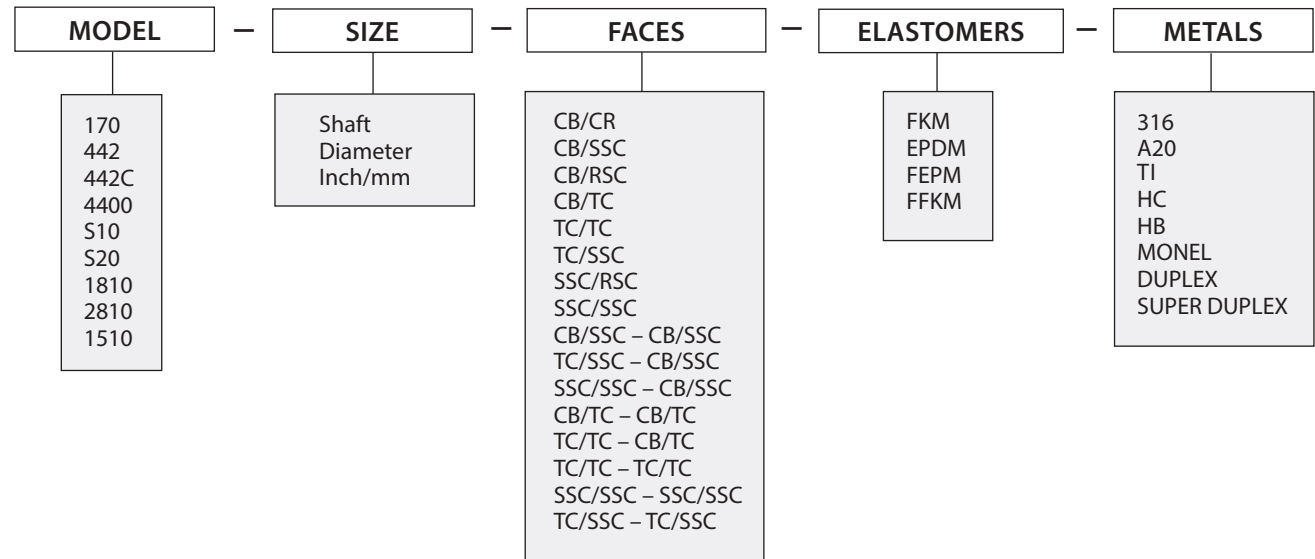 MODEL – SIZE – FACES – ELASTOMERS – METALS
170
442
442C
4400
S10
S20
1810
2810
1510
Shaft
Diameter
Inch/mm
CB/CR
CB/SSC
CB/RSC
CB/TC
TC/TC
TC/SSC
SSC/RSC
SSC/SSC
CB/SSC – CB/SSC
TC/SSC – CB/SSC
SSC/SSC – CB/SSC
CB/TC – CB/TC
TC/TC – CB/TC
TC/TC – TC/TC
SSC/SSC – SSC/SSC
TC/SSC – TC/SSC
FKM
EPDM
FEPM
FFKM
316
A20
TI
HC
HB
MONEL
DUPLEX
SUPER DUPLEX